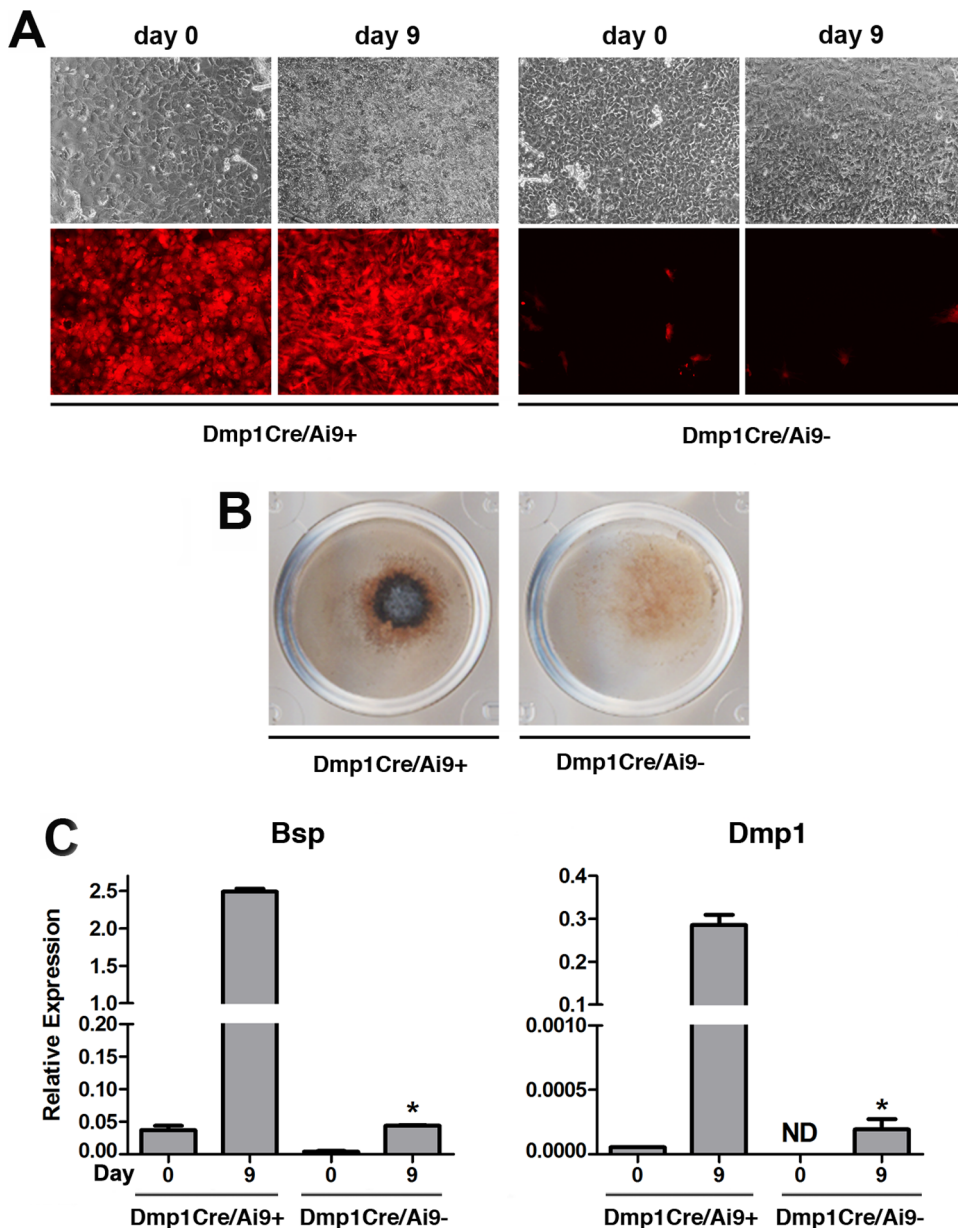 A
day 0 day 9 day 0 day 9
Dmp1Cre/Ai9+ Dmp1Cre/Ai9-
B
Dmp1Cre/Ai9+ Dmp1Cre/Ai9-
C
Bsp
Relative Expression
2.5
2.0
1.5
1.0
0.20
0.15
0.10
0.05
0.00
*
Day 0 9 0 9
Dmp1Cre/Ai9+ Dmp1Cre/Ai9-
Dmp1
0.4
0.3
0.2
0.1
0.0010
0.0005
0.0000
ND
*
0 9 0 9
Dmp1Cre/Ai9+ Dmp1Cre/Ai9-